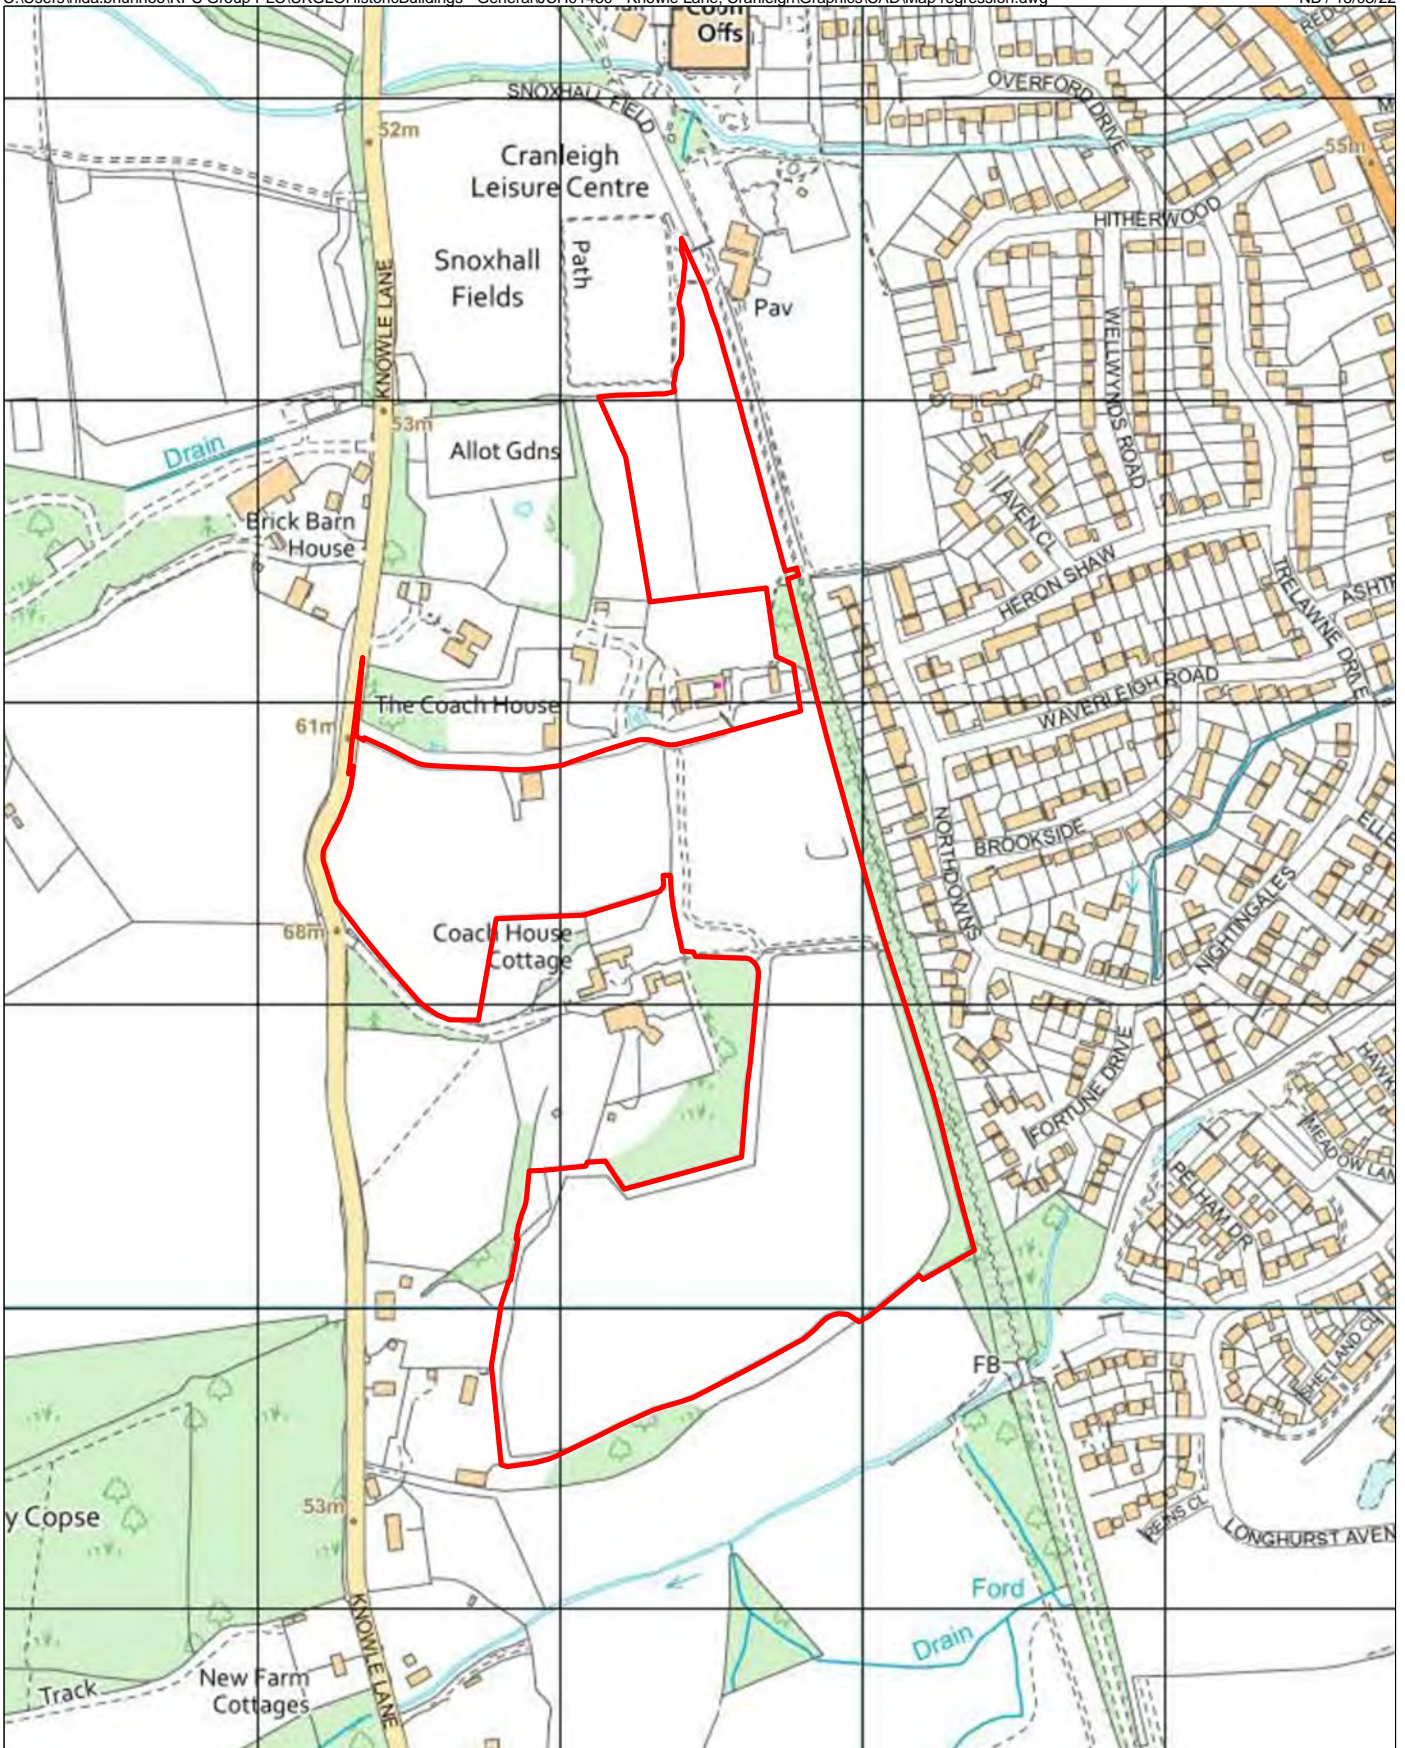 Offs
REDC
OVERFORD DRIVE
SNOXHALL FIELD
52m
55m
Cranleigh
Leisure Centre
HITHERWOOD
Path
Snoxhall
Fields
KNOWLE LANE
Pav
WELLWYNDS ROAD
53m
Drain
Allot Gdns
Brick Barn
House
HERON SHAW
TRELAWNE DRIVE
The Coach House
61m
WAVERLEIGH ROAD
NORTHDOWNS
BROOKSIDE
68m
Coach House
Cottage
NIGHTINGALES
FORTUNE DRIVE
MEADOW LAN
PELHAM DR
FB
SHETLAND CL
y Copse
53m
REINS CL
LONGHURST AVEN
Ford
KNOWLE LANE
Drain
New Farm
Cottages
Track